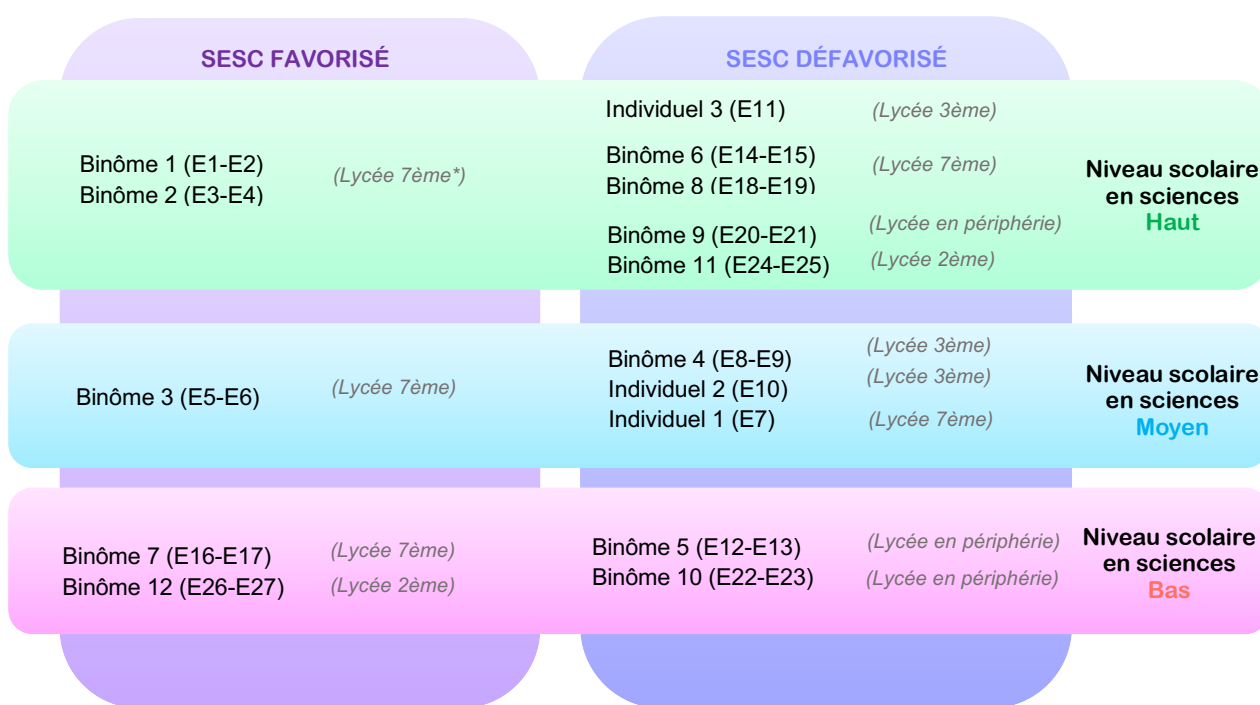 SESC FAVORISÉ
SESC DÉFAVORISÉ
Binôme 1 (E1-E2)
Binôme 2 (E3-E4)
(Lycée 7ème*)
Individuel 3 (E11)
(Lycée 3ème)
Binôme 6 (E14-E15)
Binôme 8 (E18-E19)
(Lycée 7ème)
Binôme 9 (E20-E21)
(Lycée en périphérie)
Binôme 11 (E24-E25)
(Lycée 2ème)
Niveau scolaire
en sciences
Haut
Binôme 3 (E5-E6)
(Lycée 7ème)
Binôme 4 (E8-E9)
(Lycée 3ème)
Individuel 2 (E10)
(Lycée 3ème)
Individuel 1 (E7)
(Lycée 7ème)
Niveau scolaire
en sciences
Moyen
Binôme 7 (E16-E17)
(Lycée 7ème)
Binôme 12 (E26-E27)
(Lycée 2ème)
Binôme 5 (E12-E13)
(Lycée en périphérie)
Binôme 10 (E22-E23)
(Lycée en périphérie)
Niveau scolaire
en sciences
Bas